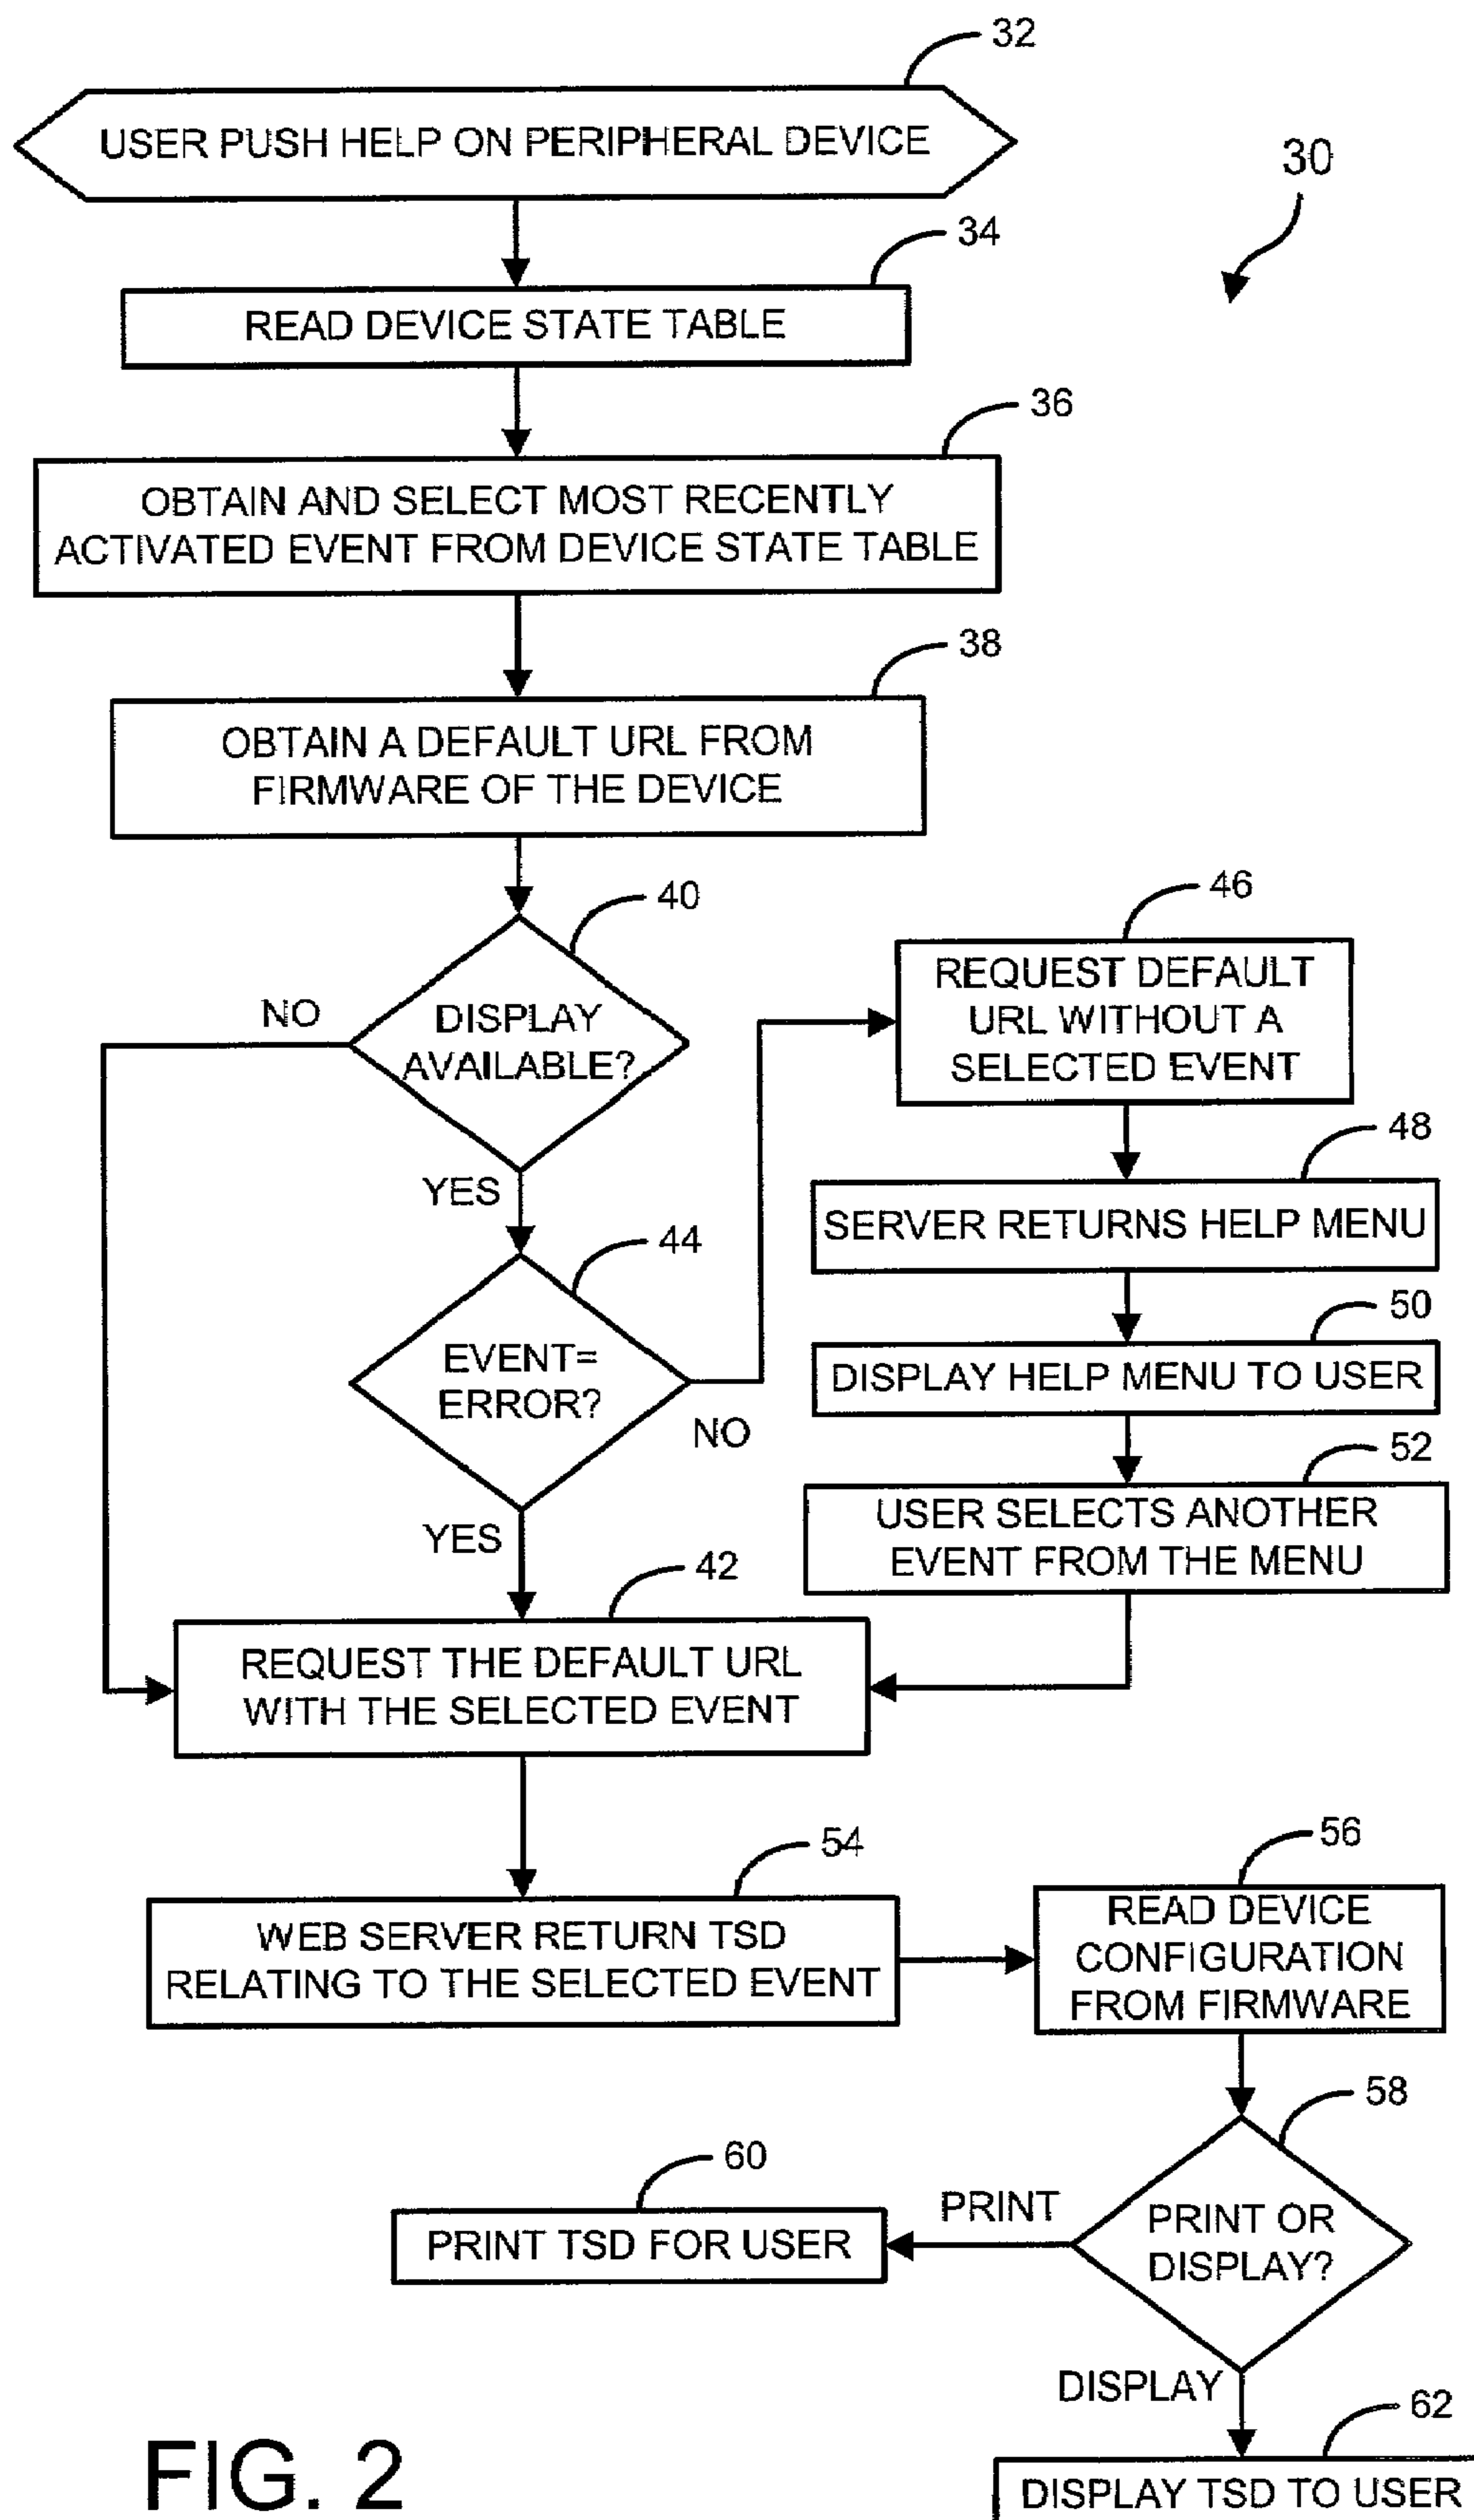 32
USER PUSH HELP ON PERIPHERAL DEVICE
30
34
READ DEVICE STATE TABLE
36
OBTAIN AND SELECT MOST RECENTLY
ACTIVATED EVENT FROM DEVICE STATE TABLE
38
OBTAIN A DEFAULT URL FROM
FIRMWARE OF THE DEVICE
40
DISPLAY
AVAILABLE?
NO
YES
44
EVENT=
ERROR?
NO
YES
46
REQUEST DEFAULT
URL WITHOUT A
SELECTED EVENT
48
SERVER RETURNS HELP MENU
50
DISPLAY HELP MENU TO USER
52
USER SELECTS ANOTHER
EVENT FROM THE MENU
42
REQUEST THE DEFAULT URL
WITH THE SELECTED EVENT
54
WEB SERVER RETURN TSD
RELATING TO THE SELECTED EVENT
56
READ DEVICE
CONFIGURATION
FROM FIRMWARE
58
PRINT OR
DISPLAY?
PRINT
60
PRINT TSD FOR USER
DISPLAY
62
DISPLAY TSD TO USER
FIG. 2